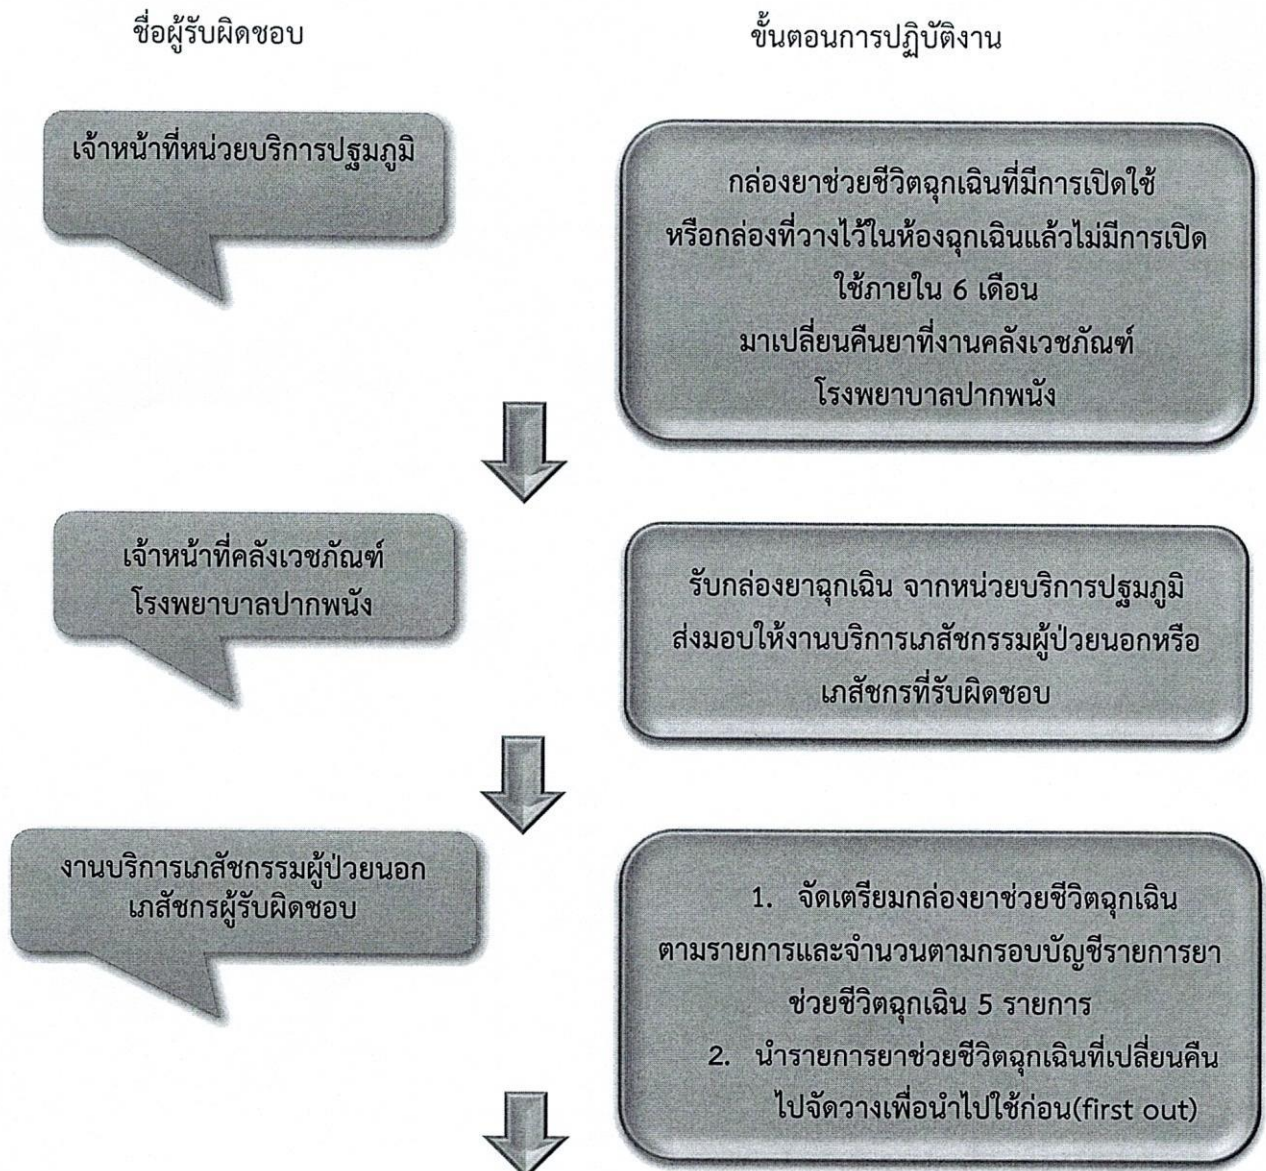 ชื่อผู้รับผิดชอบ
ขั้นตอนการปฏิบัติงาน
เจ้าหน้าที่หน่วยบริการปฐมภูมิ
กล่องยาช่วยชีวิตฉุกเฉินที่มีการเปิดใช้
หรือกล่องที่วางไว้ในห้องฉุกเฉินแล้วไม่มีการเปิด
ใช้ภายใน 6 เดือน
มาเปลี่ยนคืนยาที่งานคลังเวชภัณฑ์
โรงพยาบาลปากพนัง
เจ้าหน้าที่คลังเวชภัณฑ์
โรงพยาบาลปากพนัง
รับกล่องยาฉุกเฉิน จากหน่วยบริการปฐมภูมิ
ส่งมอบให้งานบริการเภสัชกรรมผู้ป่วยนอกหรือ
เภสัชกรที่รับผิดชอบ
งานบริการเภสัชกรรมผู้ป่วยนอก
เภสัชกรผู้รับผิดชอบ
1. จัดเตรียมกล่องยาช่วยชีวิตฉุกเฉิน
ตามรายการและจำนวนตามกรอบบัญชีรายการยา
ช่วยชีวิตฉุกเฉิน 5 รายการ
2. นำรายการยาช่วยชีวิตฉุกเฉินที่เปลี่ยนคืน
ไปจัดวางเพื่อนำไปใช้ก่อน(first out)